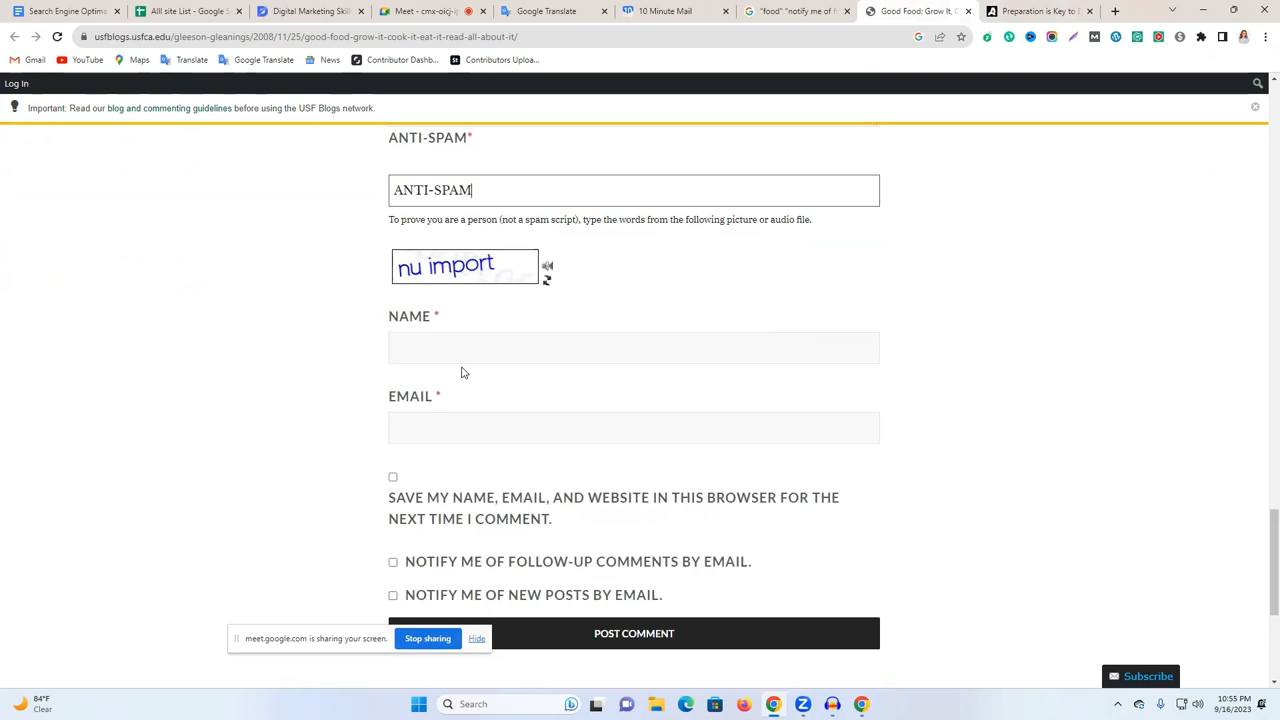 Search Engine Optim
All site List - Good S
Digital Marketing Skil
Meet - cmx-oizj
Google Translate
10 Minute Mail
"food" "notify me of f
Good Food: Grow It, C
Preparation is Key to
usfblogs.usfca.edu/gleeson-gleanings/2008/11/25/good-food-grow-it-cook-it-eat-it-read-all-about-it/
Gmail
YouTube
Maps
Translate
Google Translate
News
Contributor Dashb...
Contributors Uploa...
Log In
Important: Read our blog and commenting guidelines before using the USF Blogs network.
ANTI-SPAM*
ANTI-SPAM
To prove you are a person (not a spam script), type the words from the following picture or audio file.
nu import
NAME *
EMAIL *
SAVE MY NAME, EMAIL, AND WEBSITE IN THIS BROWSER FOR THE
NEXT TIME I COMMENT.
NOTIFY ME OF FOLLOW-UP COMMENTS BY EMAIL.
NOTIFY ME OF NEW POSTS BY EMAIL.
meet.google.com is sharing your screen.
Stop sharing
Hide
POST COMMENT
Subscribe
84°F
Clear
Search
10:55 PM
9/16/2023